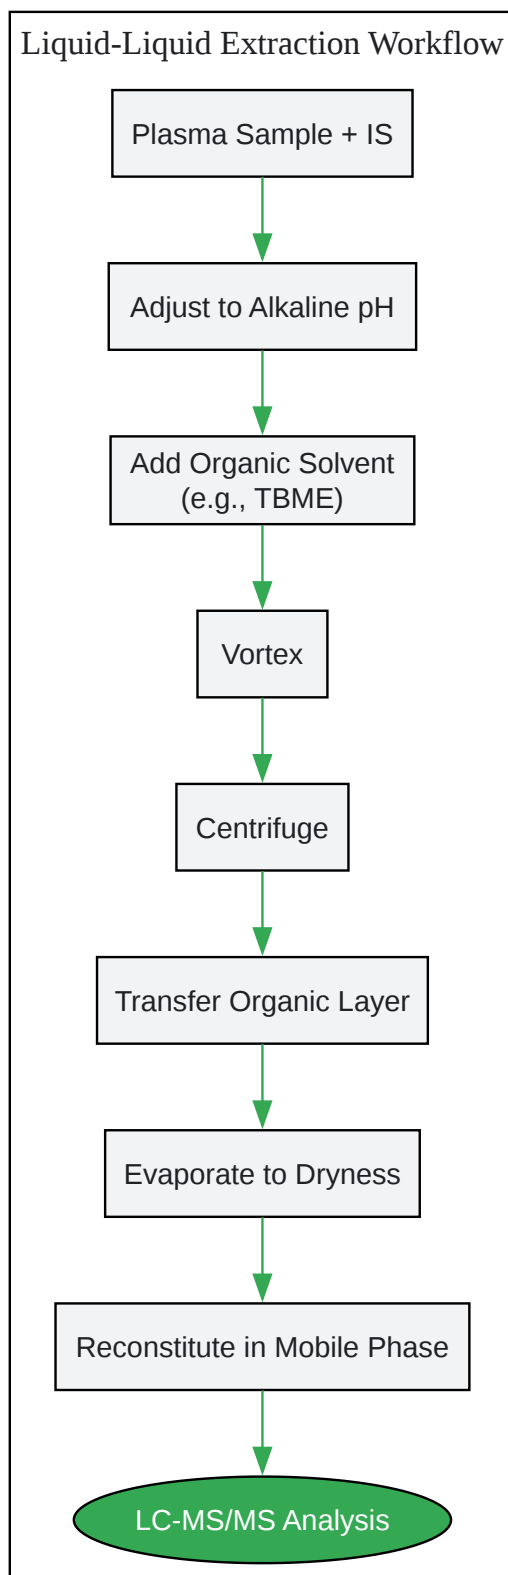 Liquid-Liquid Extraction Workflow
Plasma Sample + IS
Adjust to Alkaline pH
Add Organic Solvent
(e.g., TBME)
Vortex
Centrifuge
Transfer Organic Layer
Evaporate to Dryness
Reconstitute in Mobile Phase
LC-MS/MS Analysis